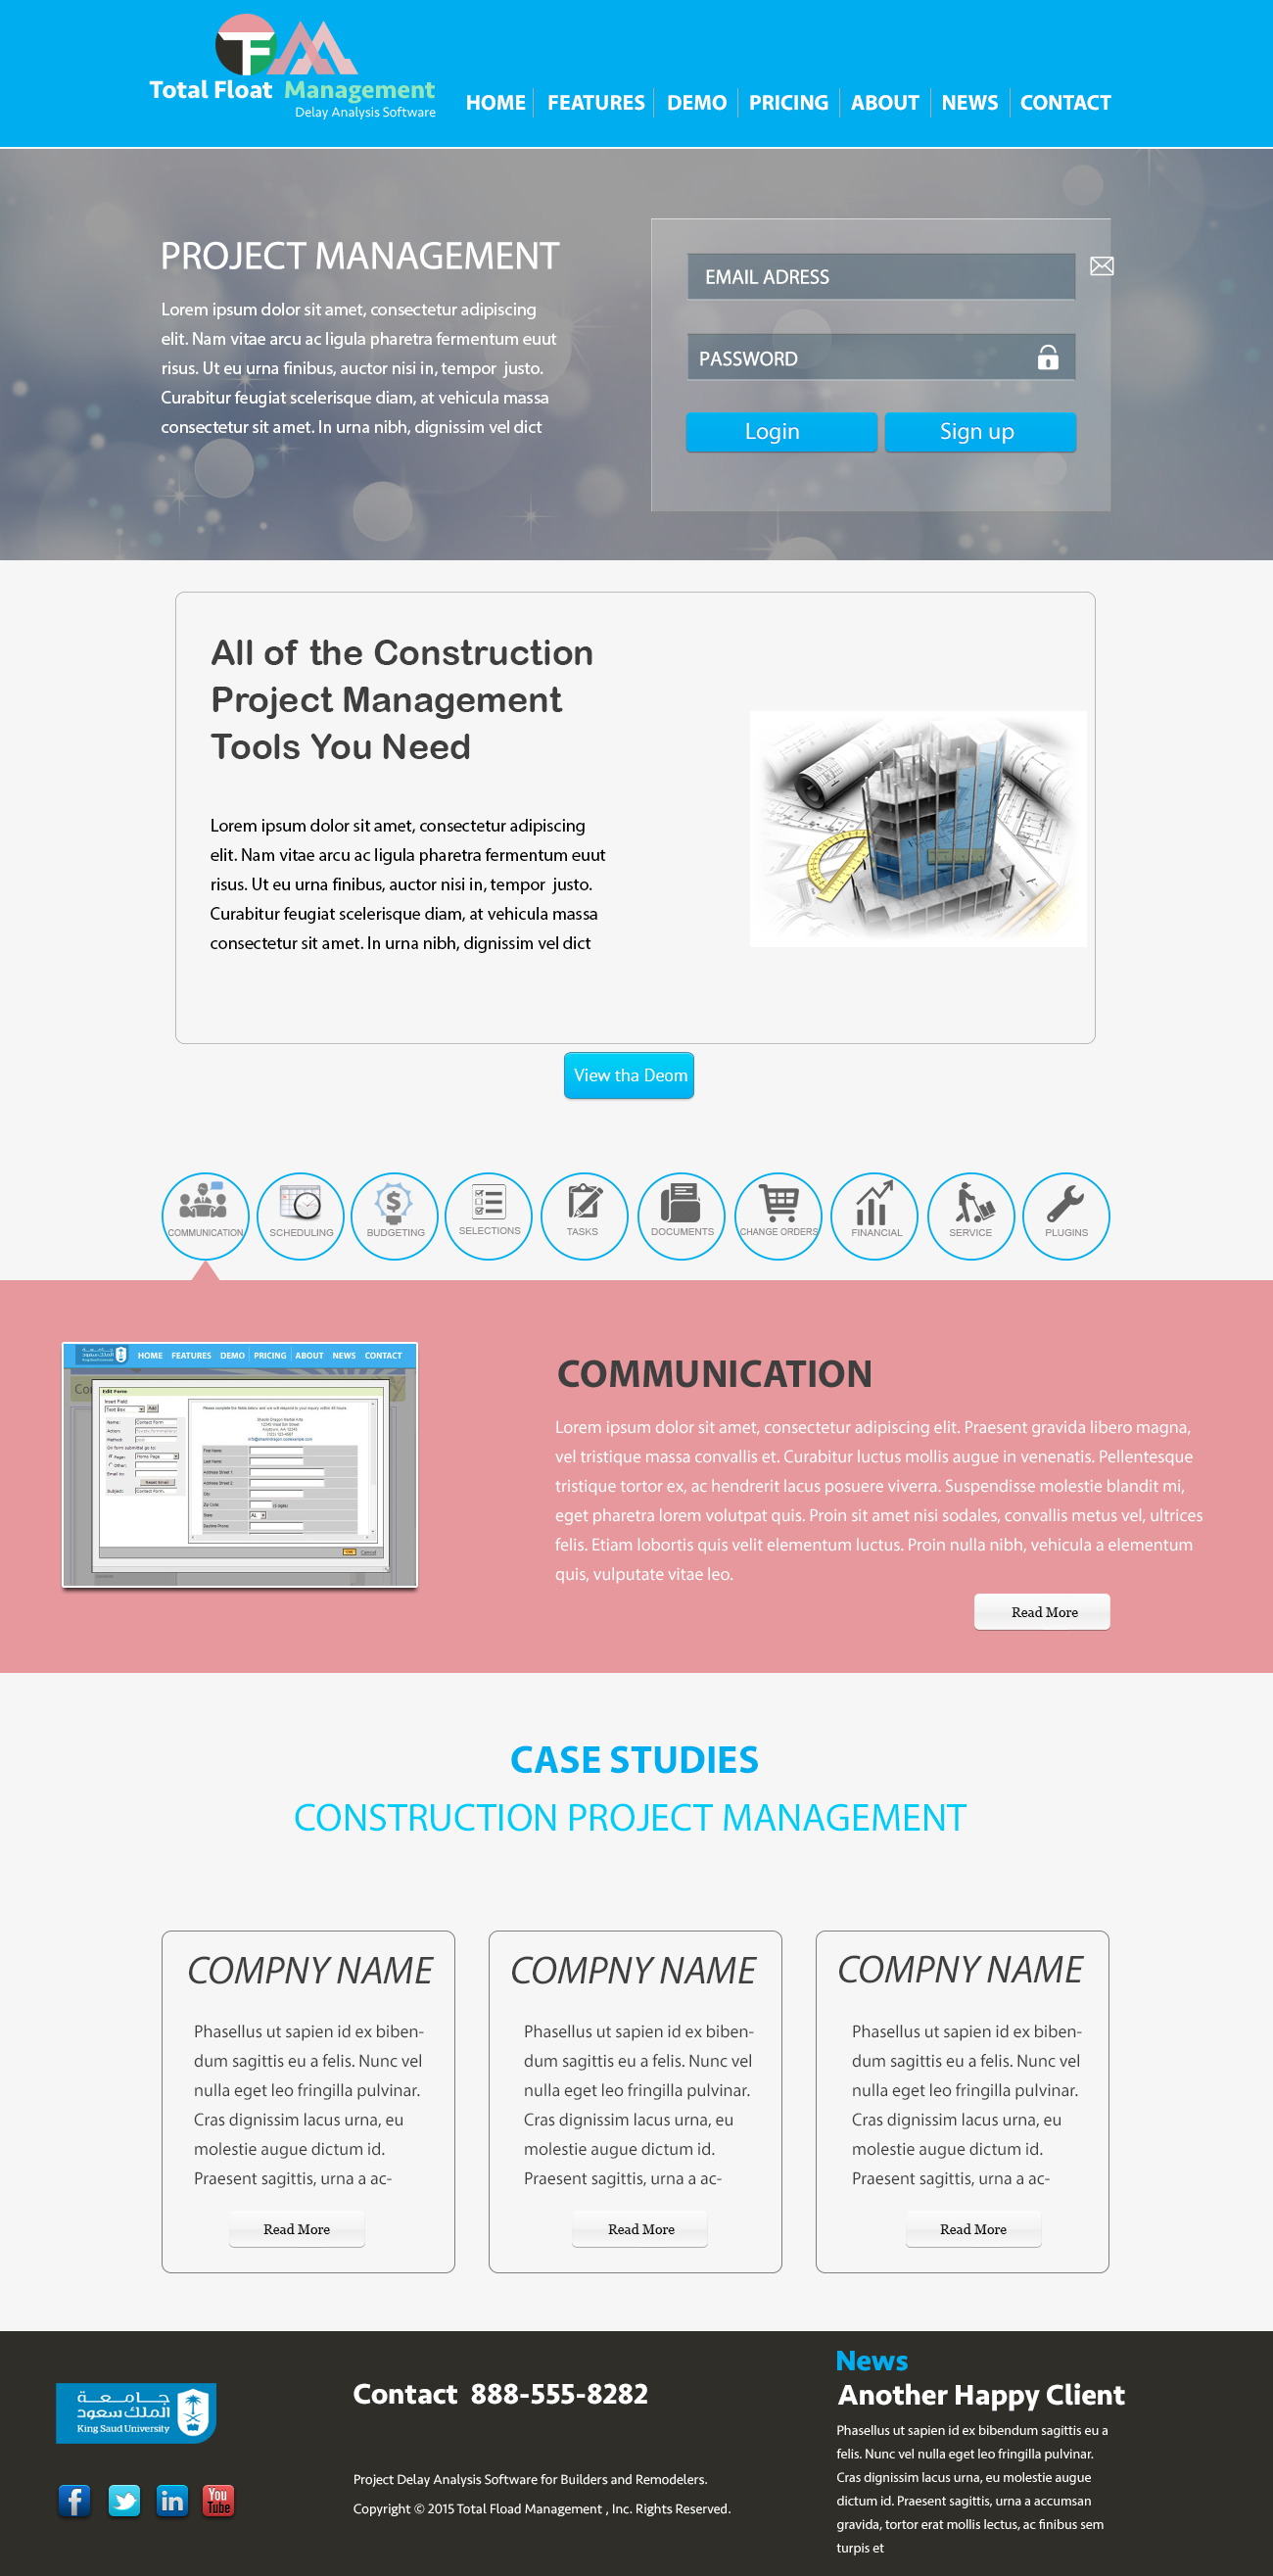 TFM
Total Float Management
Delay Analysis Software
HOME FEATURES DEMO PRICING ABOUT NEWS CONTACT
PROJECT MANAGEMENT
Lorem ipsum dolor sit amet, consectetur adipiscing
elit. Nam vitae arcu ac ligula pharetra fermentum euut
risus. Ut eu urna finibus, auctor nisi in, tempor justo.
Curabitur feugiat scelerisque diam, at vehicula massa
consectetur sit amet. In urna nibh, dignissim vel dict
EMAIL ADRESS
PASSWORD
Login Sign up
All of the Construction
Project Management
Tools You Need
Lorem ipsum dolor sit amet, consectetur adipiscing
elit. Nam vitae arcu ac ligula pharetra fermentum euut
risus. Ut eu urna finibus, auctor nisi in, tempor justo.
Curabitur feugiat scelerisque diam, at vehicula massa
consectetur sit amet. In urna nibh, dignissim vel dict
View tha Deom
COMMUNICATION SCHEDULING BUDGETING SELECTIONS TASKS DOCUMENTS CHANGE ORDERS FINANCIAL SERVICE PLUGINS
HOME FEATURES DEMO PRICING ABOUT NEWS CONTACT
Edit Form
COMMUNICATION
Lorem ipsum dolor sit amet, consectetur adipiscing elit. Praesent gravida libero magna,
vel tristique massa convallis et. Curabitur luctus mollis augue in venenatis. Pellentesque
tristique tortor ex, ac hendrerit lacus posuere viverra. Suspendisse molestie blandit mi,
eget pharetra lorem volutpat quis. Proin sit amet nisi sodales, convallis metus vel, ultrices
felis. Etiam lobortis quis velit elementum luctus. Proin nulla nibh, vehicula a elementum
quis, vulputate vitae leo.
Read More
CASE STUDIES
CONSTRUCTION PROJECT MANAGEMENT
COMPNY NAME
Phasellus ut sapien id ex biben-
dum sagittis eu a felis. Nunc vel
nulla eget leo fringilla pulvinar.
Cras dignissim lacus urna, eu
molestie augue dictum id.
Praesent sagittis, urna a ac-
Read More
COMPNY NAME
Phasellus ut sapien id ex biben-
dum sagittis eu a felis. Nunc vel
nulla eget leo fringilla pulvinar.
Cras dignissim lacus urna, eu
molestie augue dictum id.
Praesent sagittis, urna a ac-
Read More
COMPNY NAME
Phasellus ut sapien id ex biben-
dum sagittis eu a felis. Nunc vel
nulla eget leo fringilla pulvinar.
Cras dignissim lacus urna, eu
molestie augue dictum id.
Praesent sagittis, urna a ac-
Read More
جامعة
الملك سعود
King Saud University
f in You Tube
Contact 888-555-8282
Project Delay Analysis Software for Builders and Remodelers.
Copyright © 2015 Total Fload Management , Inc. Rights Reserved.
News
Another Happy Client
Phasellus ut sapien id ex bibendum sagittis eu a
felis. Nunc vel nulla eget leo fringilla pulvinar.
Cras dignissim lacus urna, eu molestie augue
dictum id. Praesent sagittis, urna a accumsan
gravida, tortor erat mollis lectus, ac finibus sem
turpis et